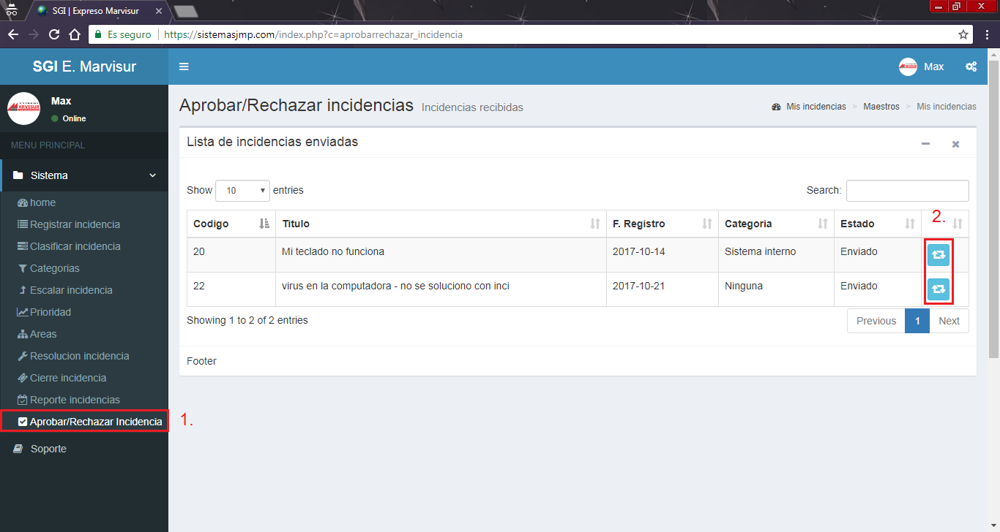 SGI | Expreso Marvisur
Es seguro https://sistemasjmp.com/index.php?c=aprobarrechazar_incidencia
SGI E. Marvisur
Max
Max
Online
MENU PRINCIPAL
Sistema
home
Registrar incidencia
Clasificar incidencia
Categorias
Escalar incidencia
Prioridad
Areas
Resolucion incidencia
Cierre incidencia
Reporte incidencias
Aprobar/Rechazar Incidencia
1.
Soporte
Aprobar/Rechazar incidencias Incidencias recibidas
Mis incidencias > Maestros > Mis incidencias
Lista de incidencias enviadas
Show 10 entries
Search:
2.
Codigo Titulo F. Registro Categoria Estado
20 Mi teclado no funciona 2017-10-14 Sistema interno Enviado
22 virus en la computadora - no se soluciono con inci 2017-10-21 Ninguna Enviado
Showing 1 to 2 of 2 entries
Previous 1 Next
Footer